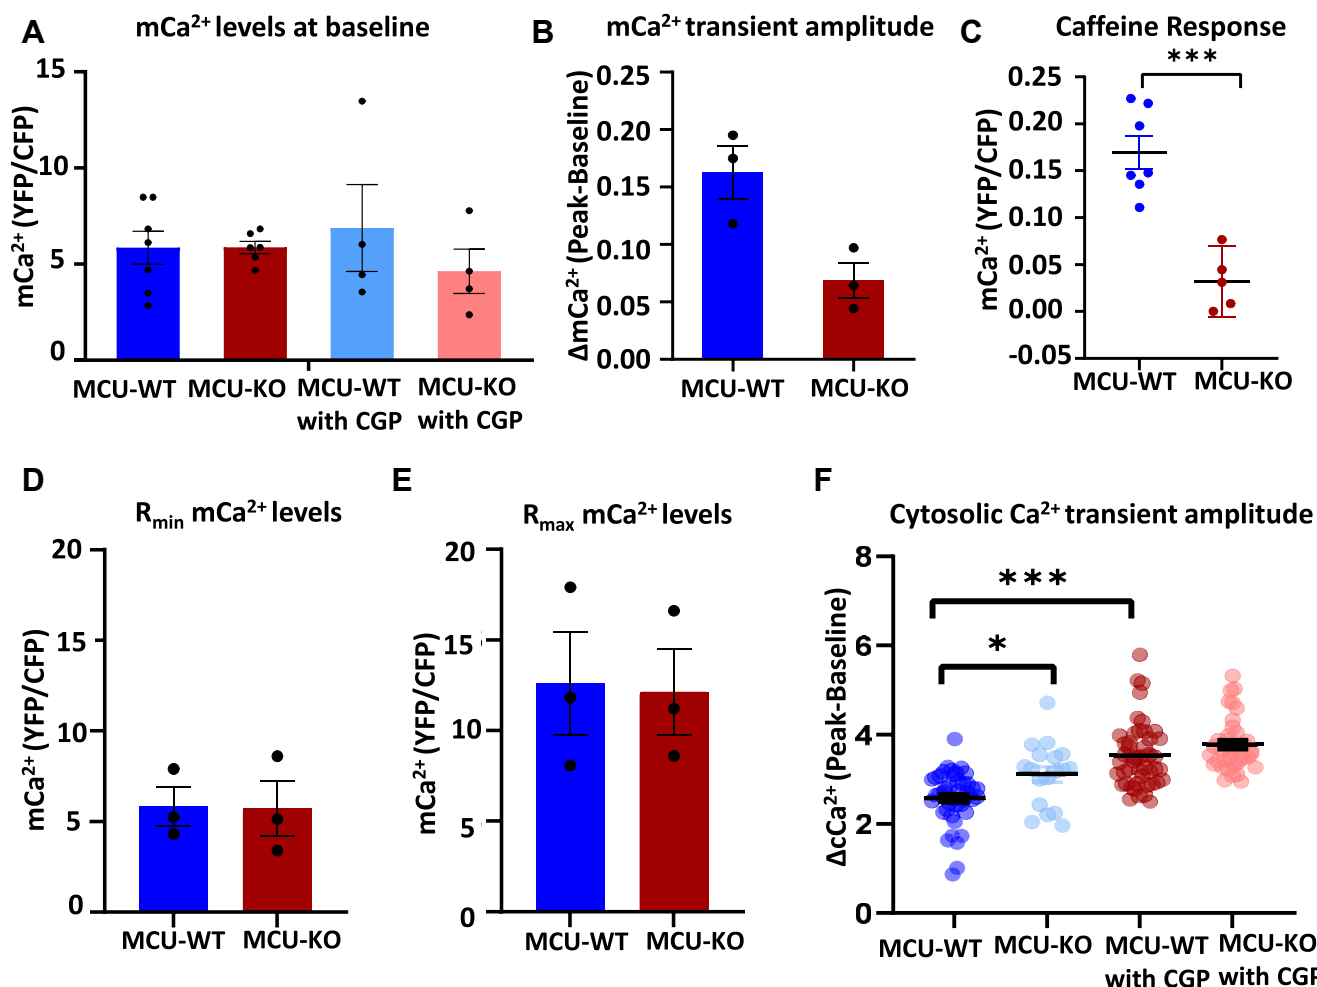 A
mCa²⁺ levels at baseline
mCa²⁺ (YFP/CFP)
15
10
5
0
MCU-WT
MCU-KO
MCU-WT
with CGP
MCU-KO
with CGP
B
mCa²⁺ transient amplitude
ΔmCa²⁺ (Peak-Baseline)
0.25
0.20
0.15
0.10
0.05
0.00
MCU-WT
MCU-KO
C
Caffeine Response
***
mCa²⁺ (YFP/CFP)
0.25
0.20
0.15
0.10
0.05
0.00
-0.05
MCU-WT
MCU-KO
D
Rmin mCa²⁺ levels
mCa²⁺ (YFP/CFP)
20
15
10
5
0
MCU-WT
MCU-KO
E
Rmax mCa²⁺ levels
mCa²⁺ (YFP/CFP)
20
15
10
5
0
MCU-WT
MCU-KO
F
Cytosolic Ca²⁺ transient amplitude
***
*
ΔcCa²⁺ (Peak-Baseline)
8
6
4
2
0
MCU-WT
MCU-KO
MCU-WT
with CGP
MCU-KO
with CGP